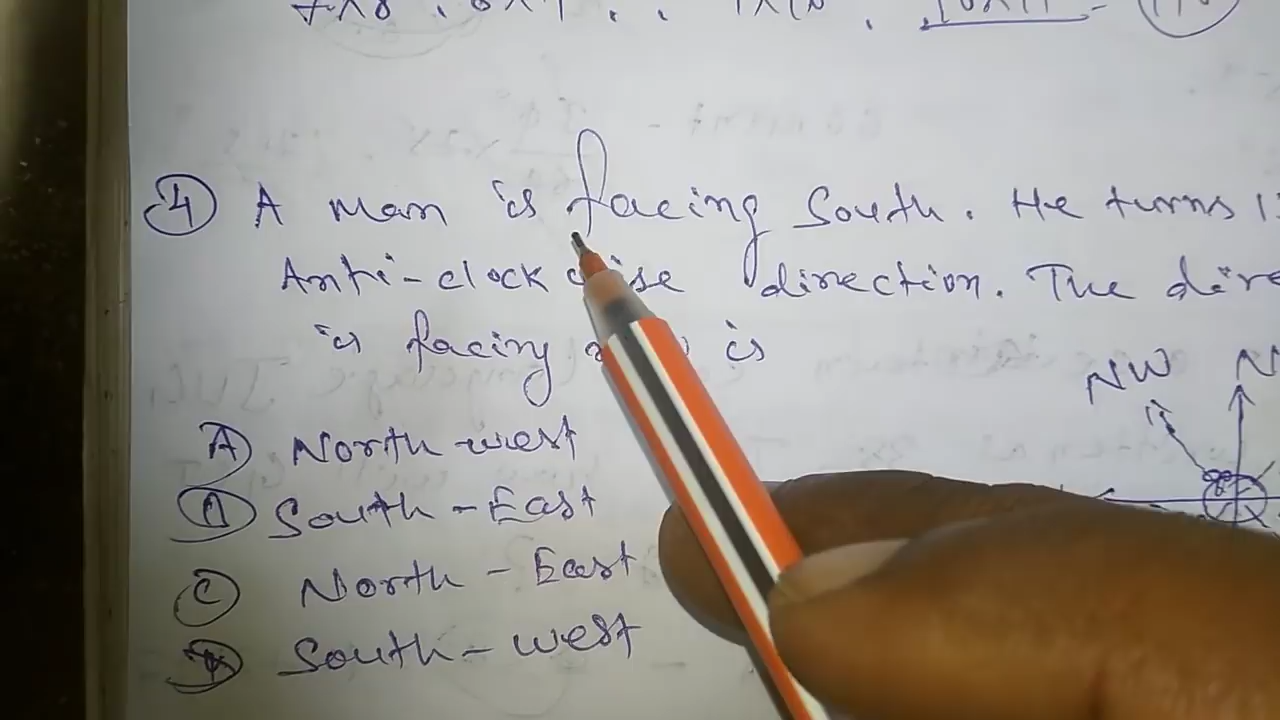 ④ A man is facing South. He turns
Anti-clock wise direction. The dire
is facing is
Ⓐ North west
South-East
Ⓒ North-East
South-west
NW N